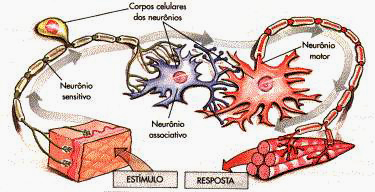 Corpos celulares
dos neurônios
Neurônio
motor
Neurônio
sensitivo
Neurônio
associativo
ESTÍMULO
RESPOSTA